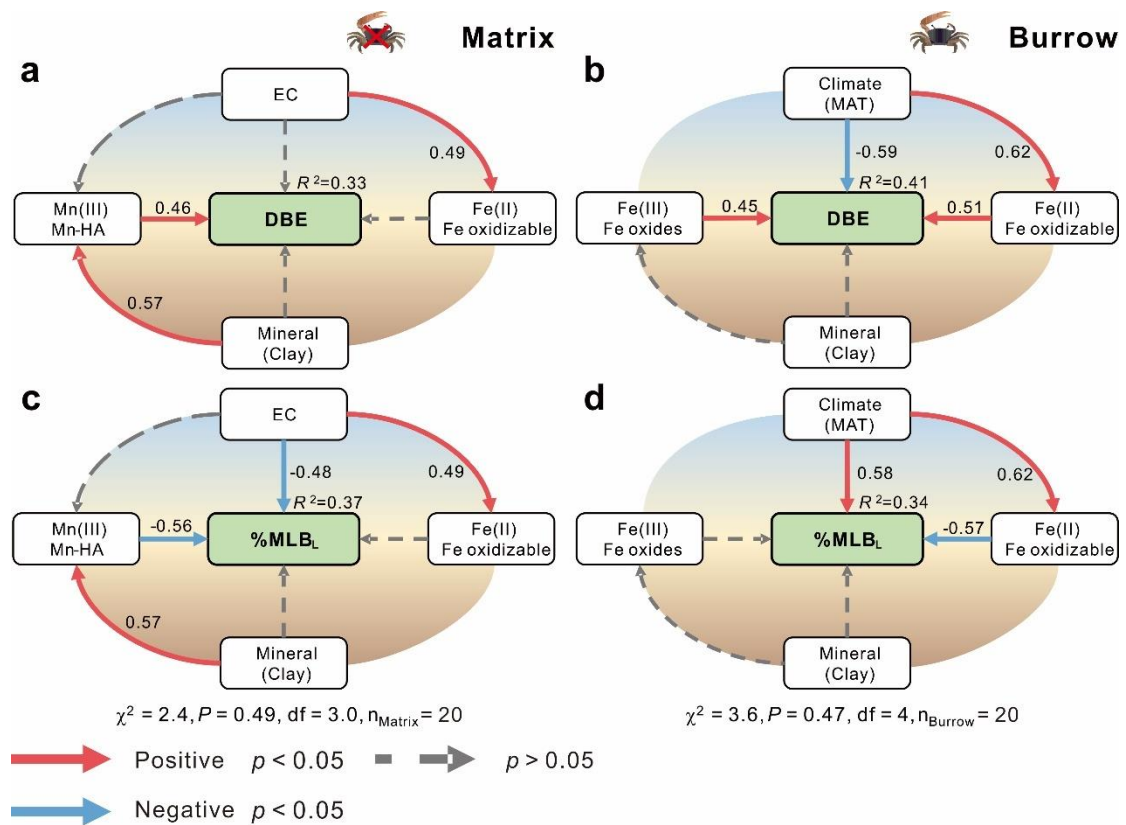 Matrix
Burrow
a
EC
0.49
R²=0.33
Mn(III)
Mn-HA
0.46
DBE
Fe(II)
Fe oxidizable
0.57
Mineral
(Clay)
b
Climate
(MAT)
-0.59
0.62
R²=0.41
Fe(III)
Fe oxides
0.45
DBE
0.51
Fe(II)
Fe oxidizable
Mineral
(Clay)
c
EC
-0.48
0.49
R²=0.37
Mn(III)
Mn-HA
-0.56
%MLBL
Fe(II)
Fe oxidizable
0.57
Mineral
(Clay)
χ² = 2.4, P = 0.49, df = 3.0, nMatrix = 20
d
Climate
(MAT)
0.58
0.62
R²=0.34
Fe(III)
Fe oxides
%MLBL
-0.57
Fe(II)
Fe oxidizable
Mineral
(Clay)
χ² = 3.6, P = 0.47, df = 4, nBurrow = 20
Positive p < 0.05
p > 0.05
Negative p < 0.05